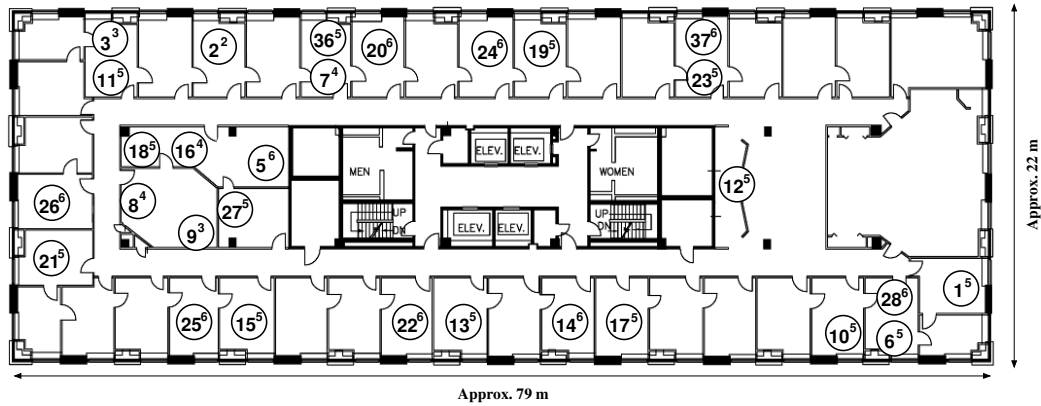 3³ 2² 36⁵ 20⁶ 24⁶ 19⁵ 37⁶
11⁵ 7⁴ 23⁵
18⁵ 16⁴ 5⁶ MEN ELEV. ELEV. WOMEN 12⁵
26⁶ 8⁴ 27⁵
9³ UP ELEV. ELEV. UP
DN DN
21⁵
25⁶ 15⁵ 22⁶ 13⁵ 14⁶ 17⁵ 10⁵ 28⁶ 1⁵
6⁵
Approx. 22 m
Approx. 79 m